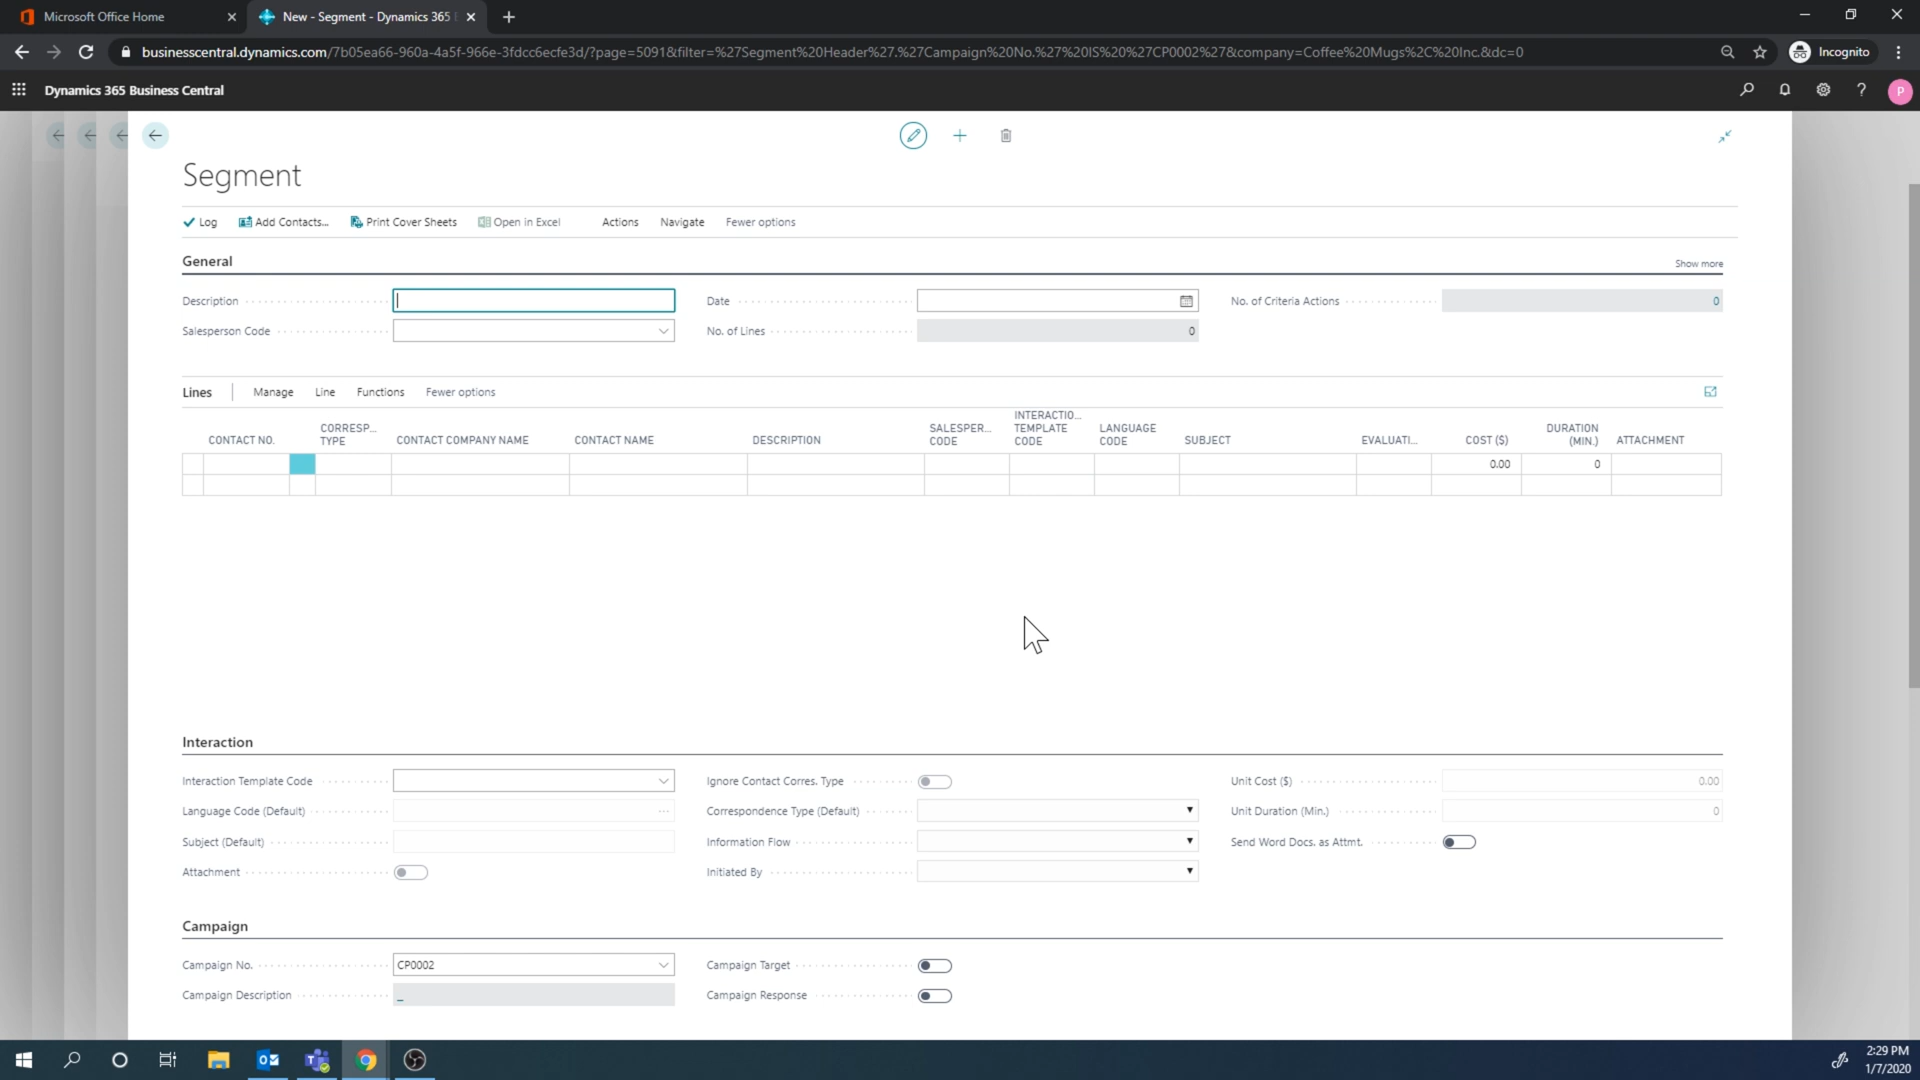 Microsoft Office Home
New - Segment - Dynamics 365
businesscentral.dynamics.com/7b05ea66-960a-4a5f-966e-3fdcc6ecfe3d/?page=5091&filter=%27Segment%20Header%27.%27Campaign%20No.%27%20IS%20%27CP0002%27&company=Coffee%20Mugs%2C%20Inc.&dc=0
Incognito
Dynamics 365 Business Central
?
P
Segment
Log Add Contacts... Print Cover Sheets Open in Excel Actions Navigate Fewer options
General Show more
Description Date No. of Criteria Actions 0
Salesperson Code No. of Lines 0
Lines Manage Line Functions Fewer options
CONTACT NO. CORRESP... TYPE CONTACT COMPANY NAME CONTACT NAME DESCRIPTION SALESPER... CODE INTERACTIO... TEMPLATE CODE LANGUAGE CODE SUBJECT EVALUATI... COST ($) DURATION (MIN.) ATTACHMENT
0.00 0
Interaction
Interaction Template Code Ignore Contact Corres. Type Unit Cost ($) 0.00
Language Code (Default) Correspondence Type (Default) Unit Duration (Min.) 0
Subject (Default) Information Flow Send Word Docs. as Attmt.
Attachment Initiated By
Campaign
Campaign No. CP0002 Campaign Target
Campaign Description _ Campaign Response
2:29 PM
1/7/2020